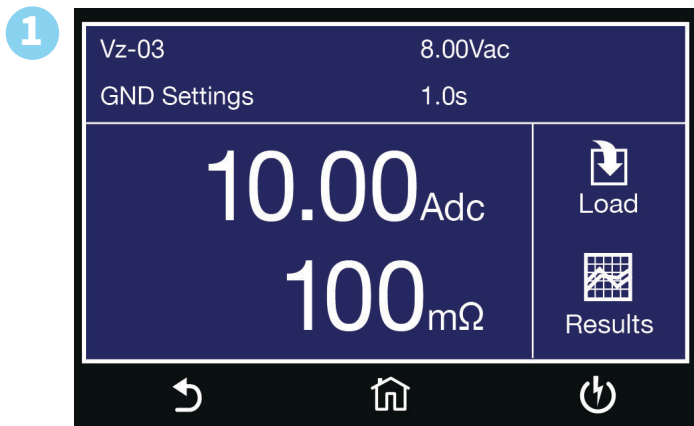 1
Vz-03 8.00Vac
GND Settings 1.0s
10.00Adc
100mΩ
Load
Results